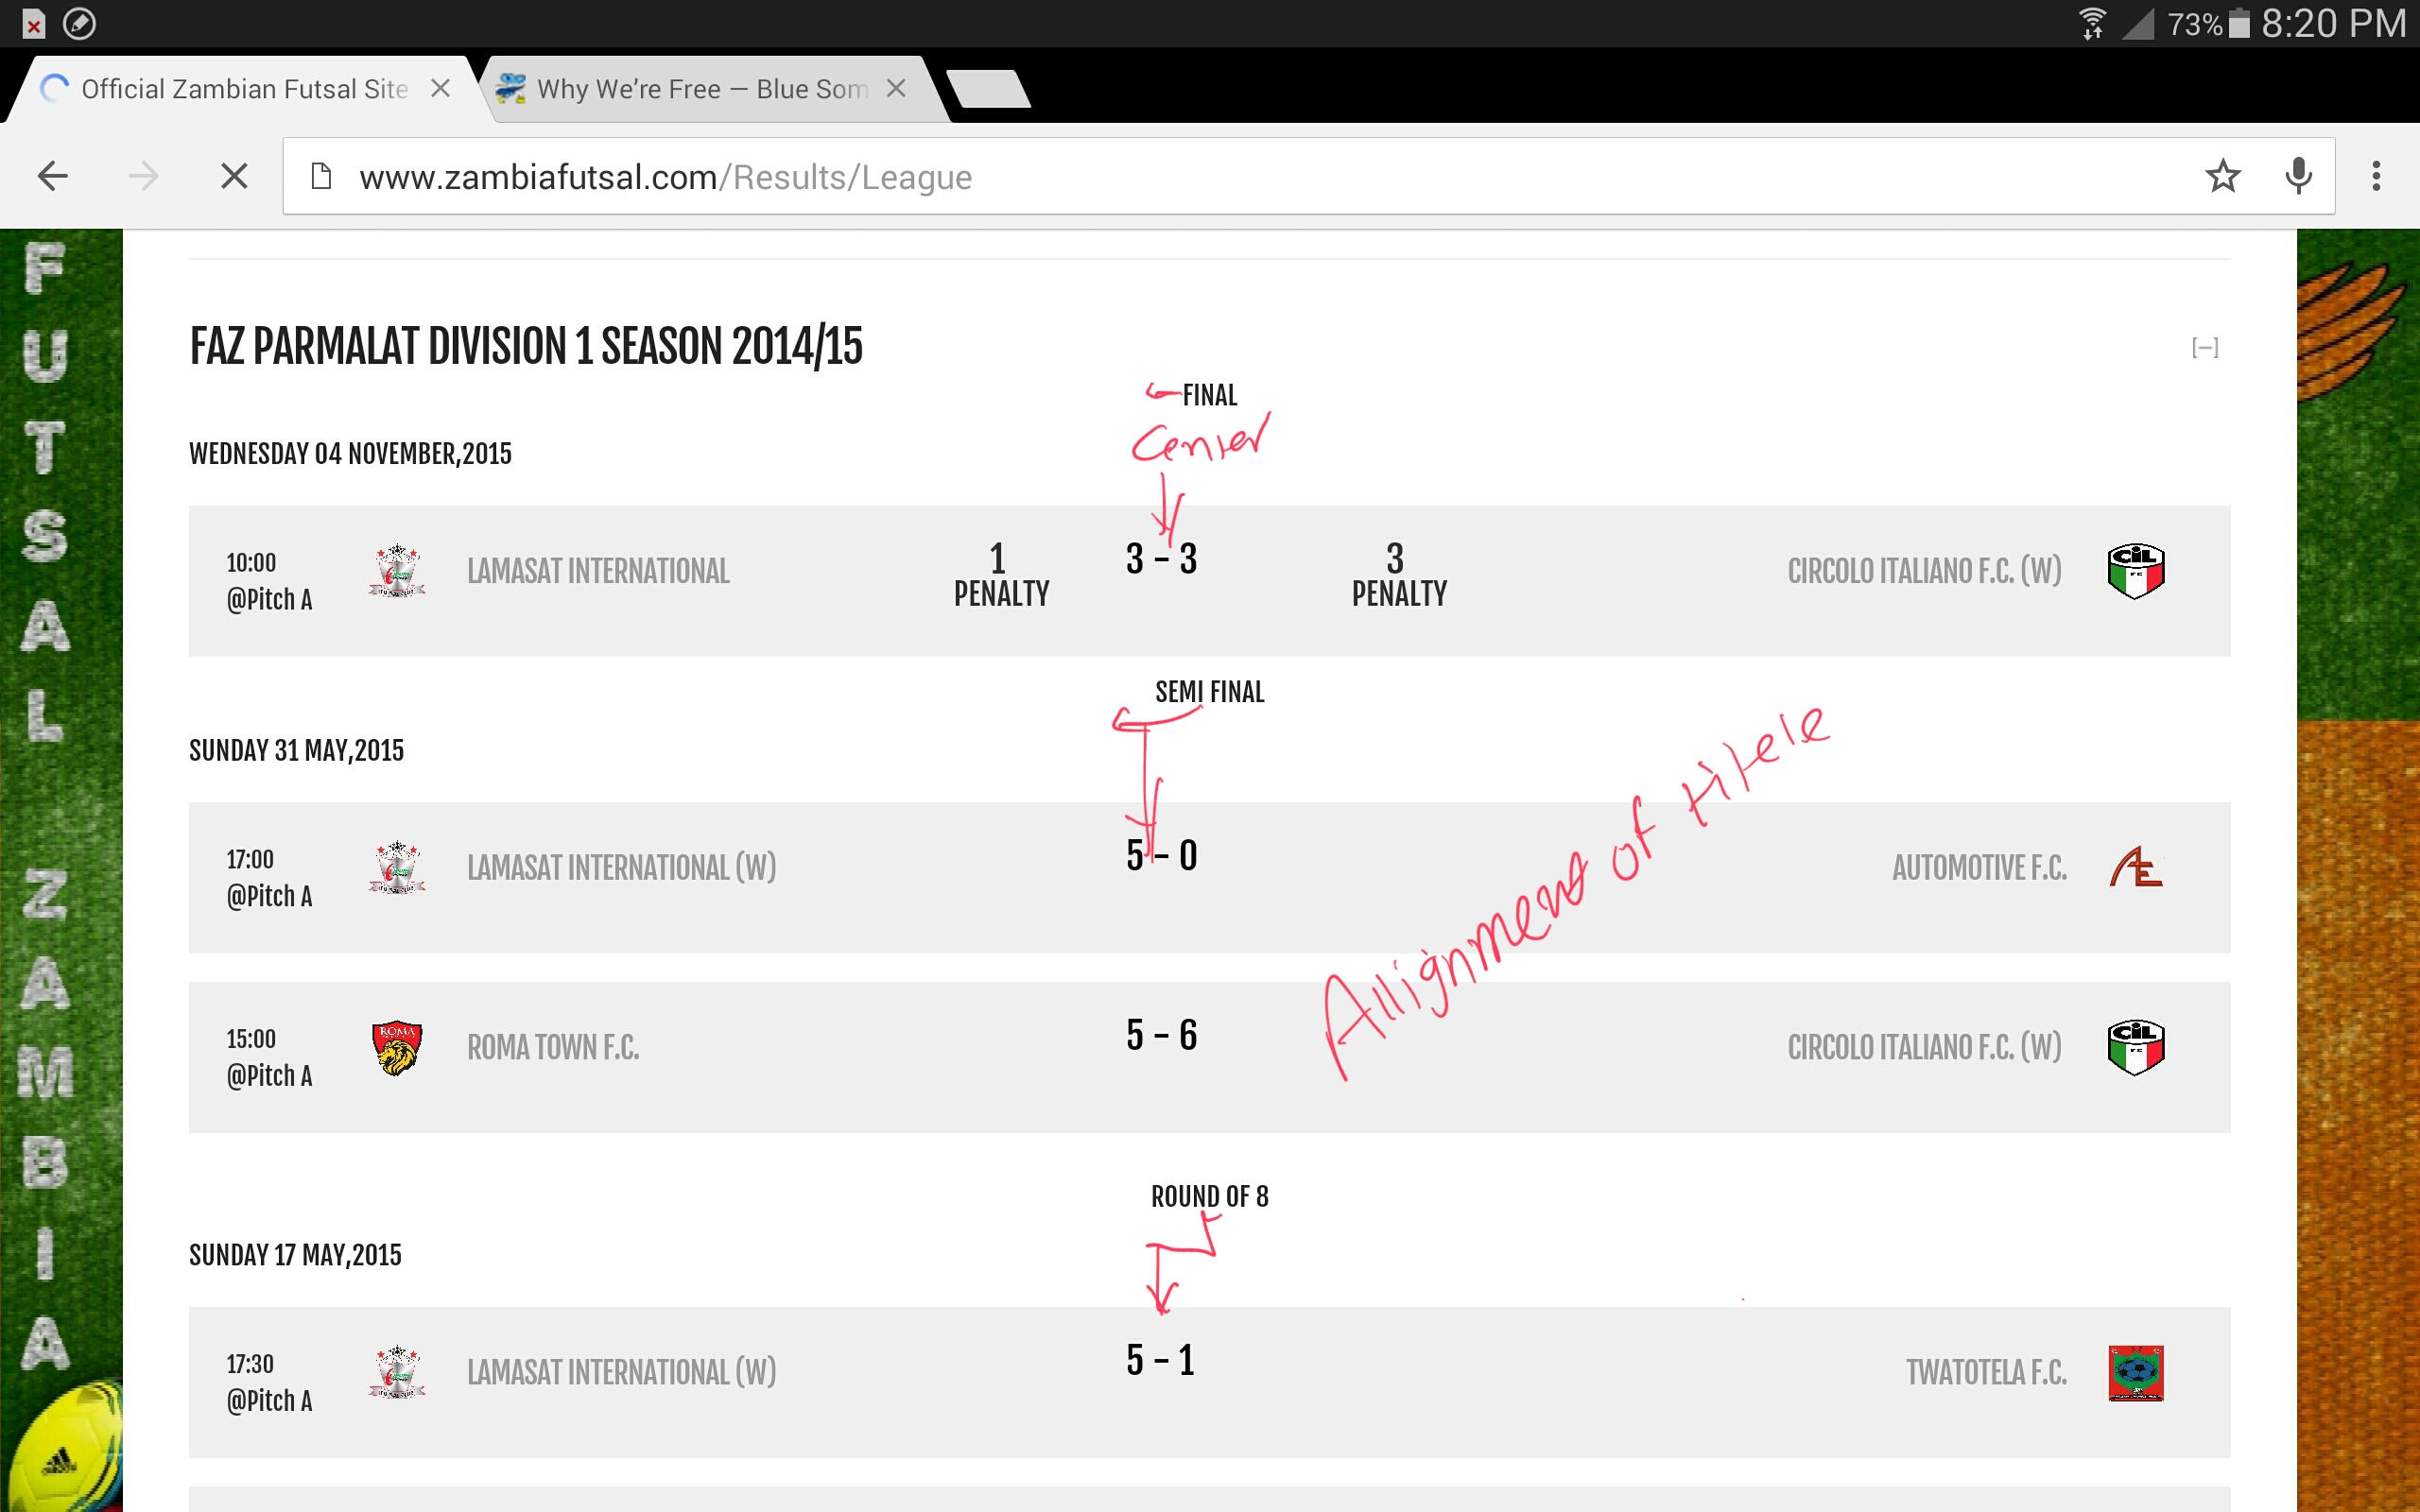 73% 8:20 PM
Official Zambian Futsal Site
Why We’re Free — Blue Som
www.zambiafutsal.com/Results/League
FUTSAL ZAMBIA
FAZ PARMALAT DIVISION 1 SEASON 2014/15
[−]
FINAL
Center
WEDNESDAY 04 NOVEMBER,2015
10:00
@Pitch A
LAMASAT INTERNATIONAL
1
PENALTY
3 - 3
3
PENALTY
CIRCOLO ITALIANO F.C. (W)
CIL
SEMI FINAL
SUNDAY 31 MAY,2015
17:00
@Pitch A
LAMASAT INTERNATIONAL (W)
5 - 0
AUTOMOTIVE F.C.
Allignment of titele
15:00
@Pitch A
ROMA
ROMA TOWN F.C.
5 - 6
CIRCOLO ITALIANO F.C. (W)
CIL
ROUND OF 8
SUNDAY 17 MAY,2015
17:30
@Pitch A
LAMASAT INTERNATIONAL (W)
5 - 1
TWATOTELA F.C.
adidas